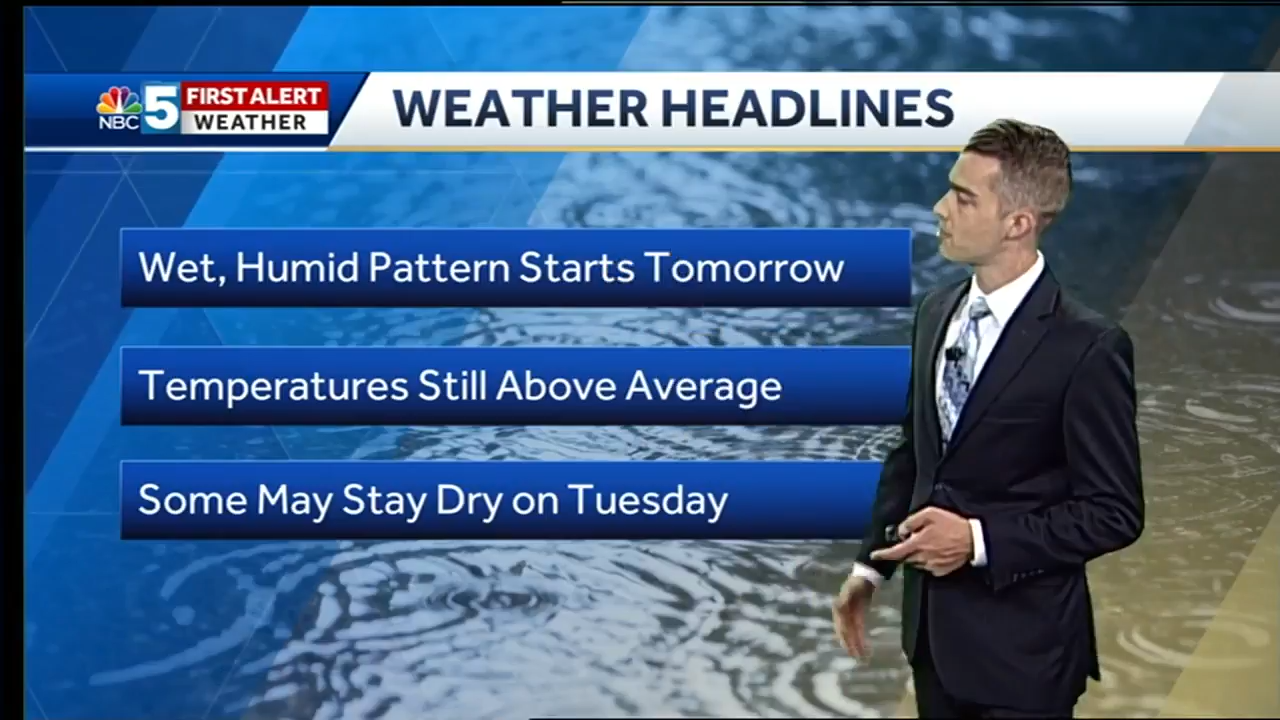 NBC 5 FIRST ALERT
WEATHER
WEATHER HEADLINES
Wet, Humid Pattern Starts Tomorrow
Temperatures Still Above Average
Some May Stay Dry on Tuesday